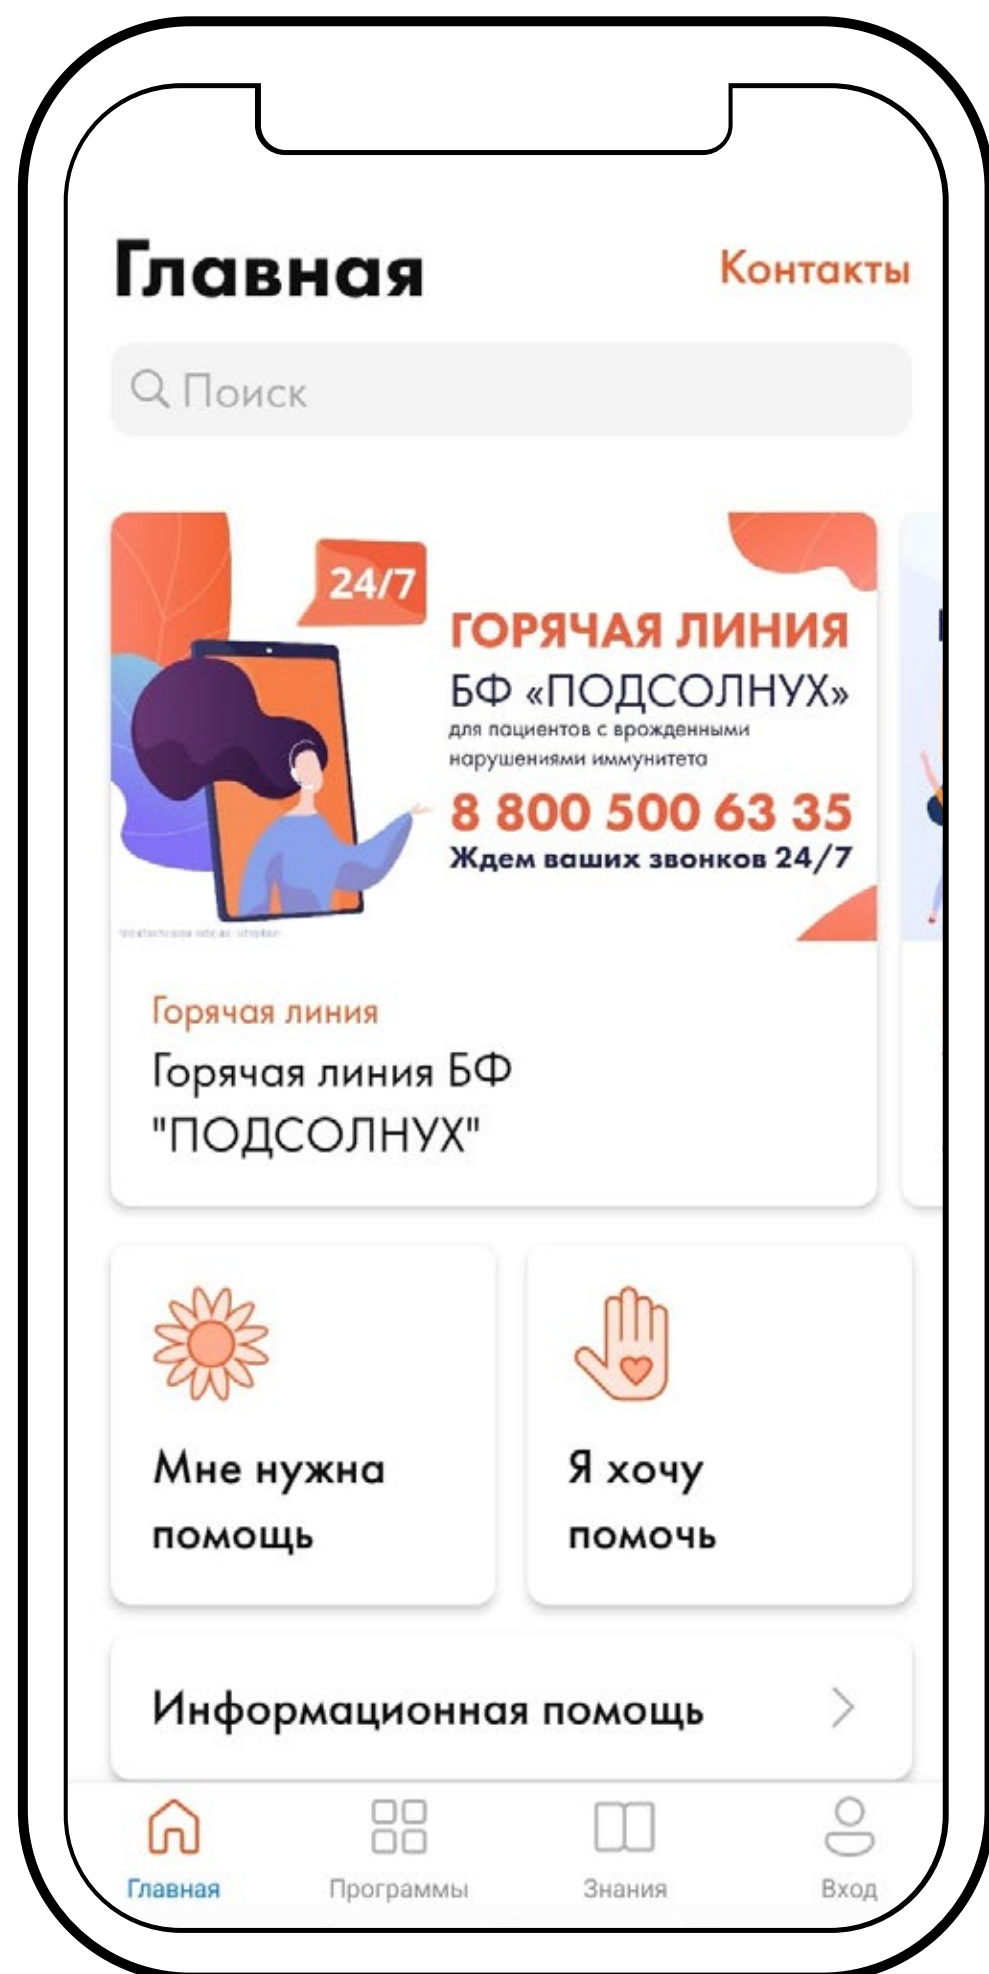 Главная
Контакты
Поиск
24/7
ГОРЯЧАЯ ЛИНИЯ
БФ «ПОДСОЛНУХ»
для пациентов с врожденными
нарушениями иммунитета
8 800 500 63 35
Ждем ваших звонков 24/7
Горячая линия
Горячая линия БФ
"ПОДСОЛНУХ"
Мне нужна
помощь
Я хочу
помочь
Информационная помощь
Главная
Программы
Знания
Вход